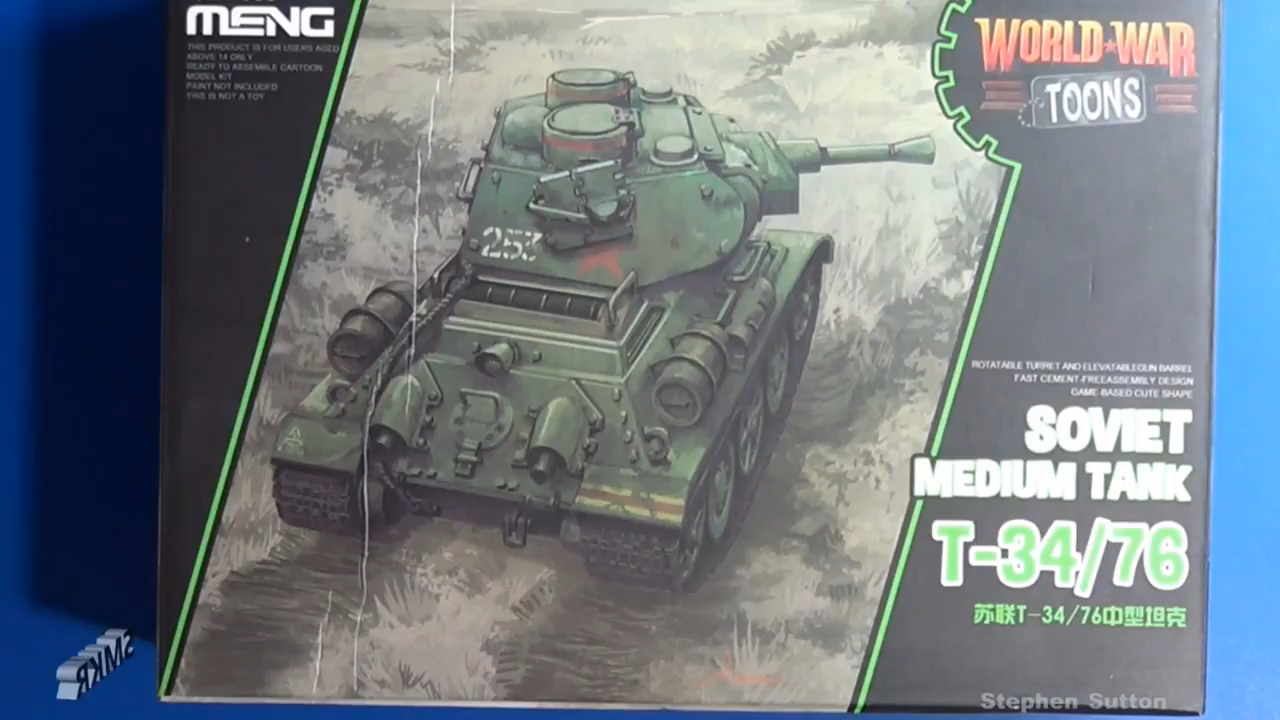 MENG
THIS PRODUCT IS FOR USERS AGED
ABOVE 14 ONLY
READY TO ASSEMBLE CARTOON
MODEL KIT
PAINT NOT INCLUDED
THIS IS NOT A TOY
WORLD WAR
TOONS
253
ROTATABLE TURRET AND ELEVATABLEGUN BARREL
FAST CEMENT-FREEASSEMBLY DESIGN
GAME-BASED CUTE SHAPE
SOVIET
MEDIUM TANK
T-34/76
苏联T-34/76中型坦克
SMKR
Stephen Sutton